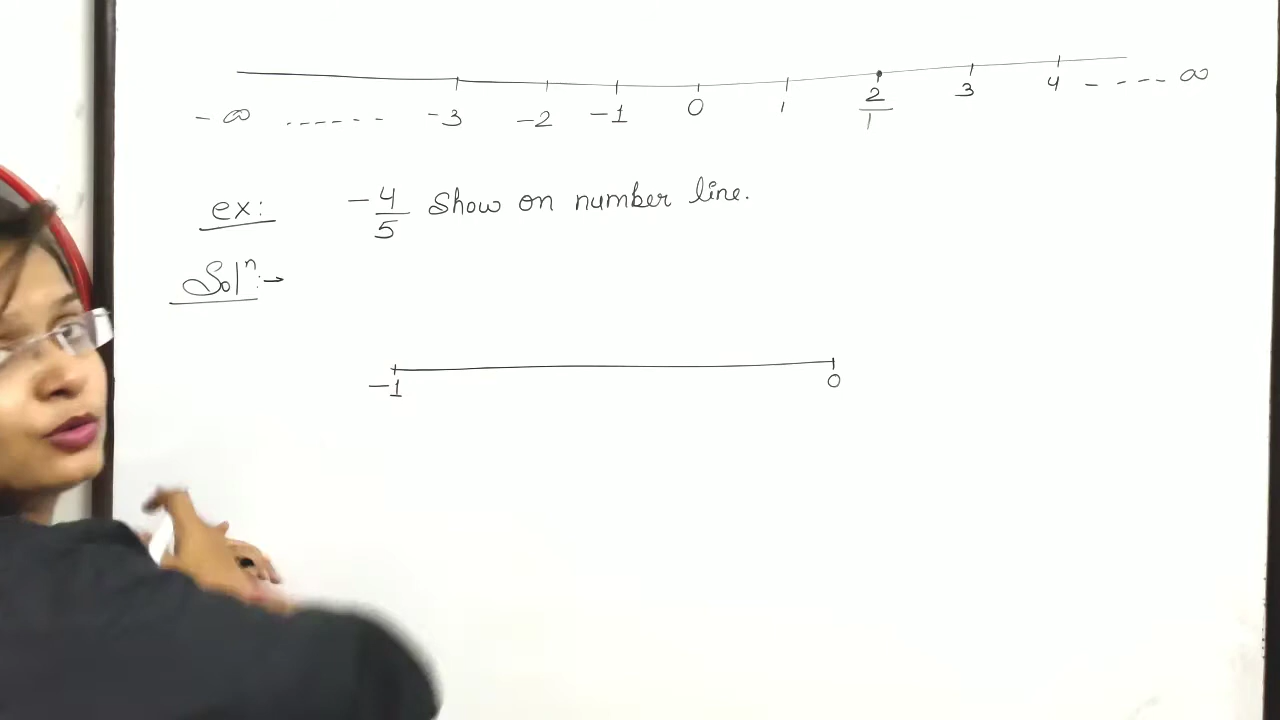 -∞ ------ -3 -2 -1 0 1 2/1 3 4 ---- ∞
ex: -4/5 Show on number line.
Solⁿ:→
-1 0